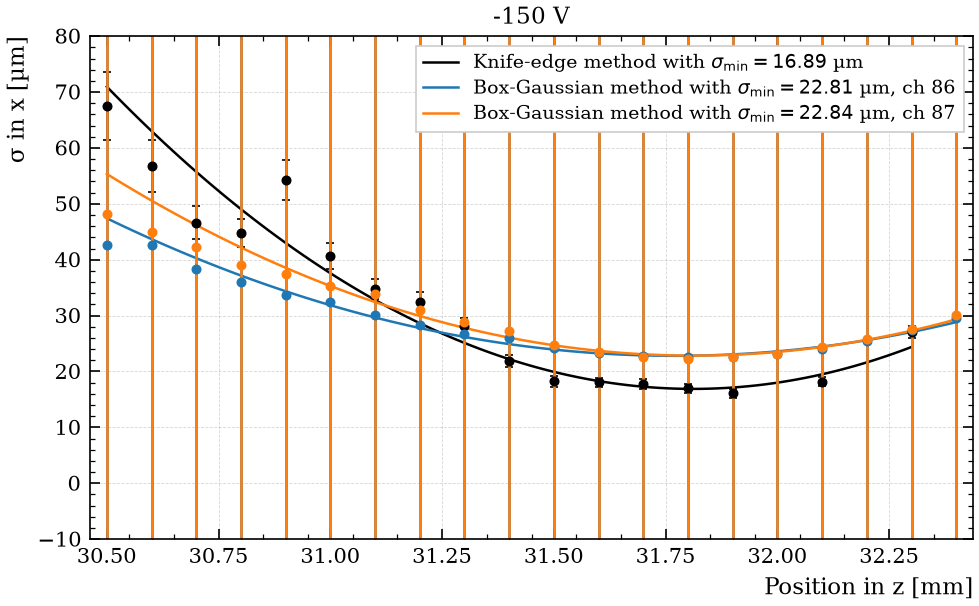 -150 V
σ in x [µm]
80
70
60
50
40
30
20
10
0
−10
Knife-edge method with σmin = 16.89 µm
Box-Gaussian method with σmin = 22.81 µm, ch 86
Box-Gaussian method with σmin = 22.84 µm, ch 87
30.50 30.75 31.00 31.25 31.50 31.75 32.00 32.25
Position in z [mm]